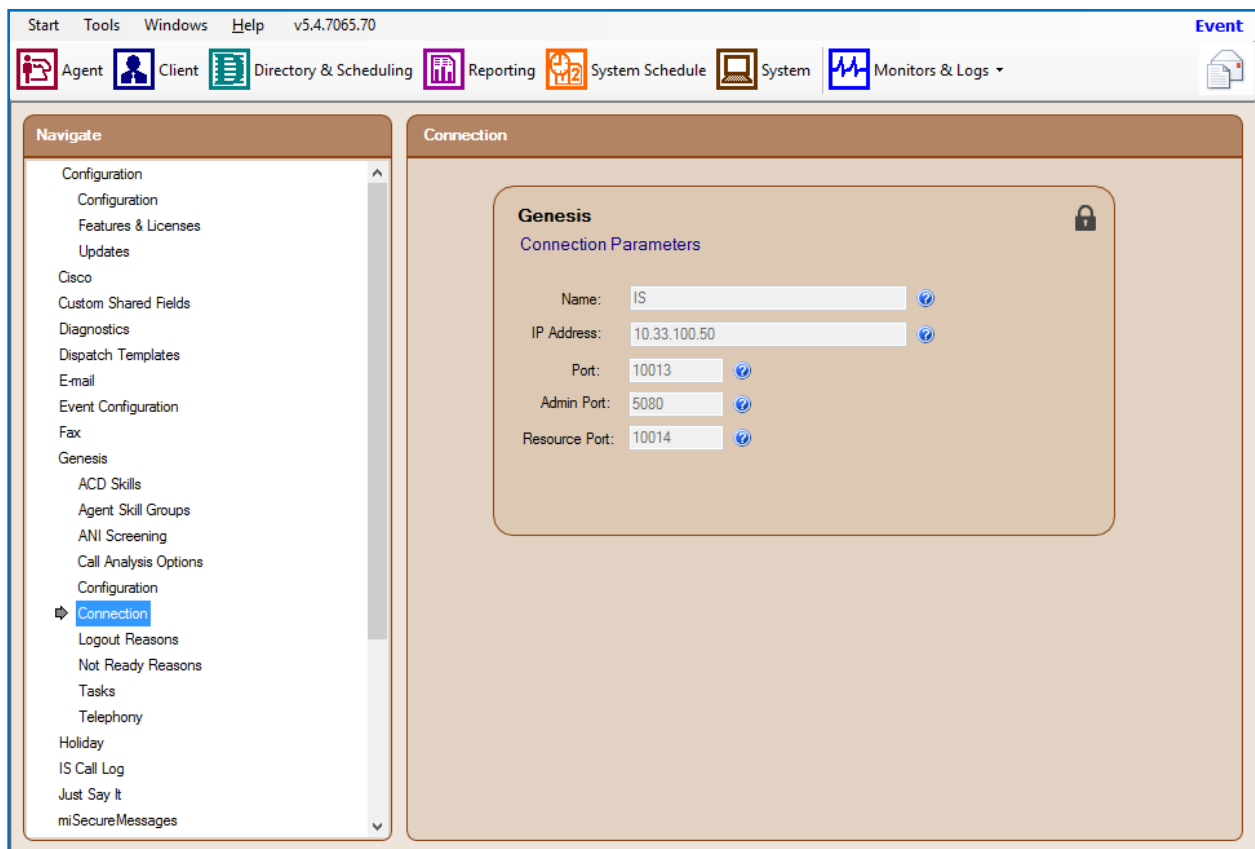 Start Tools Windows Help v5.4.7065.70 Event
Agent Client Directory & Scheduling Reporting System Schedule System Monitors & Logs
Navigate
Configuration
Configuration
Features & Licenses
Updates
Cisco
Custom Shared Fields
Diagnostics
Dispatch Templates
E-mail
Event Configuration
Fax
Genesis
ACD Skills
Agent Skill Groups
ANI Screening
Call Analysis Options
Configuration
Connection
Logout Reasons
Not Ready Reasons
Tasks
Telephony
Holiday
IS Call Log
Just Say It
miSecureMessages
Connection
Genesis
Connection Parameters
Name: IS
IP Address: 10.33.100.50
Port: 10013
Admin Port: 5080
Resource Port: 10014